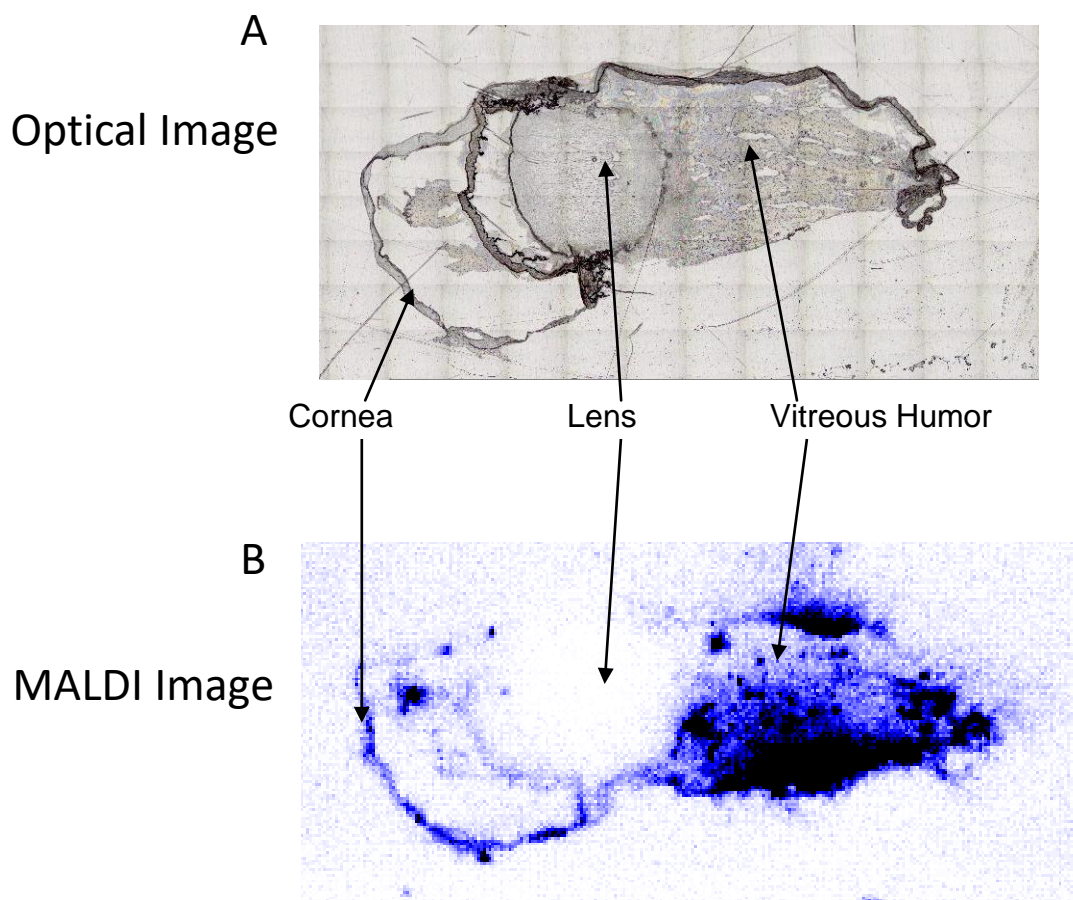 A
Optical Image
Cornea
Lens
Vitreous Humor
B
MALDI Image